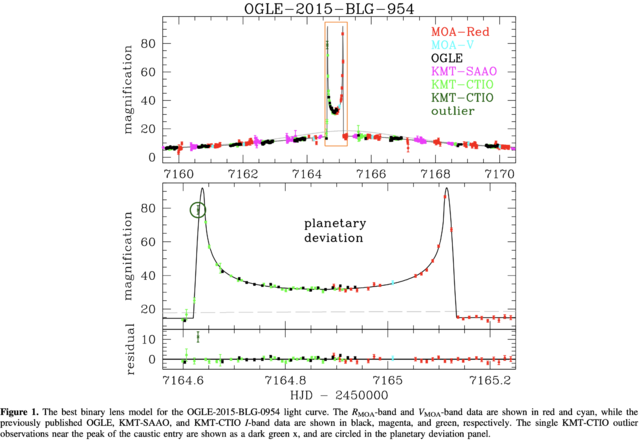 OGLE-2015-BLG-954
magnification
80
60
40
20
0
MOA-Red
MOA-V
OGLE
KMT-SAAO
KMT-CTIO
KMT-CTIO
outlier
7160 7162 7164 7166 7168 7170
magnification
80
60
40
20
planetary
deviation
residual
10
0
7164.6 7164.8 7165 7165.2
HJD - 2450000
Figure 1. The best binary lens model for the OGLE-2015-BLG-0954 light curve. The RMOA-band and VMOA-band data are shown in red and cyan, while the
previously published OGLE, KMT-SAAO, and KMT-CTIO I-band data are shown in black, magenta, and green, respectively. The single KMT-CTIO outlie
observations near the peak of the caustic entry are shown as a dark green x, and are circled in the planetary deviation panel.